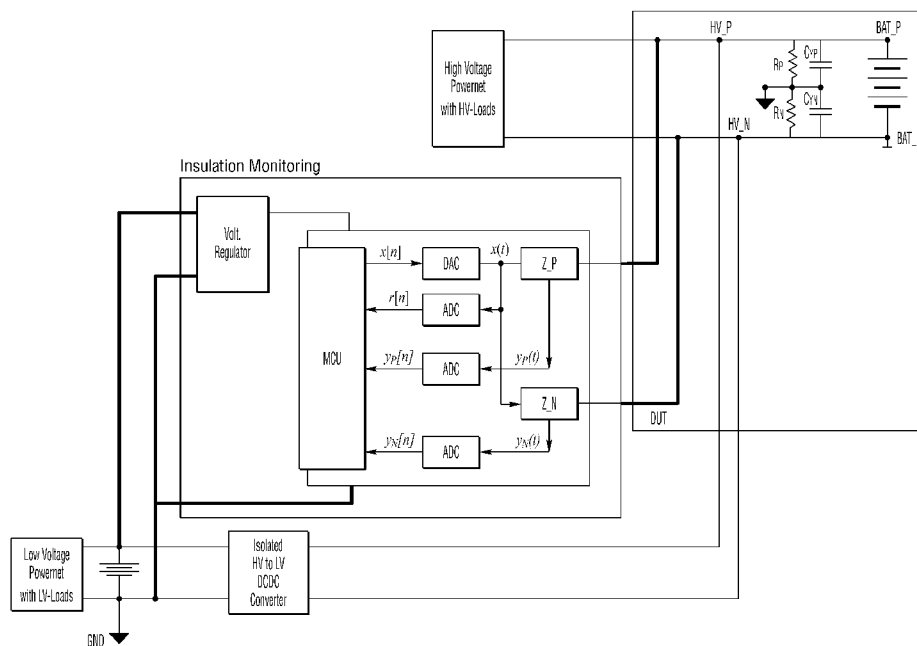 HV_P
BAT_P
High Voltage
Powernet
with HV-Loads
RP
CYP
RN
CYN
HV_N
BAT_
Insulation Monitoring
Volt.
Regulator
x[n]
DAC
x(t)
Z_P
r[n]
ADC
MCU
yP[n]
ADC
yP(t)
Z_N
DUT
yN[n]
ADC
yN(t)
Low Voltage
Powernet
with LV-Loads
Isolated
HV to LV
DCDC
Converter
GND